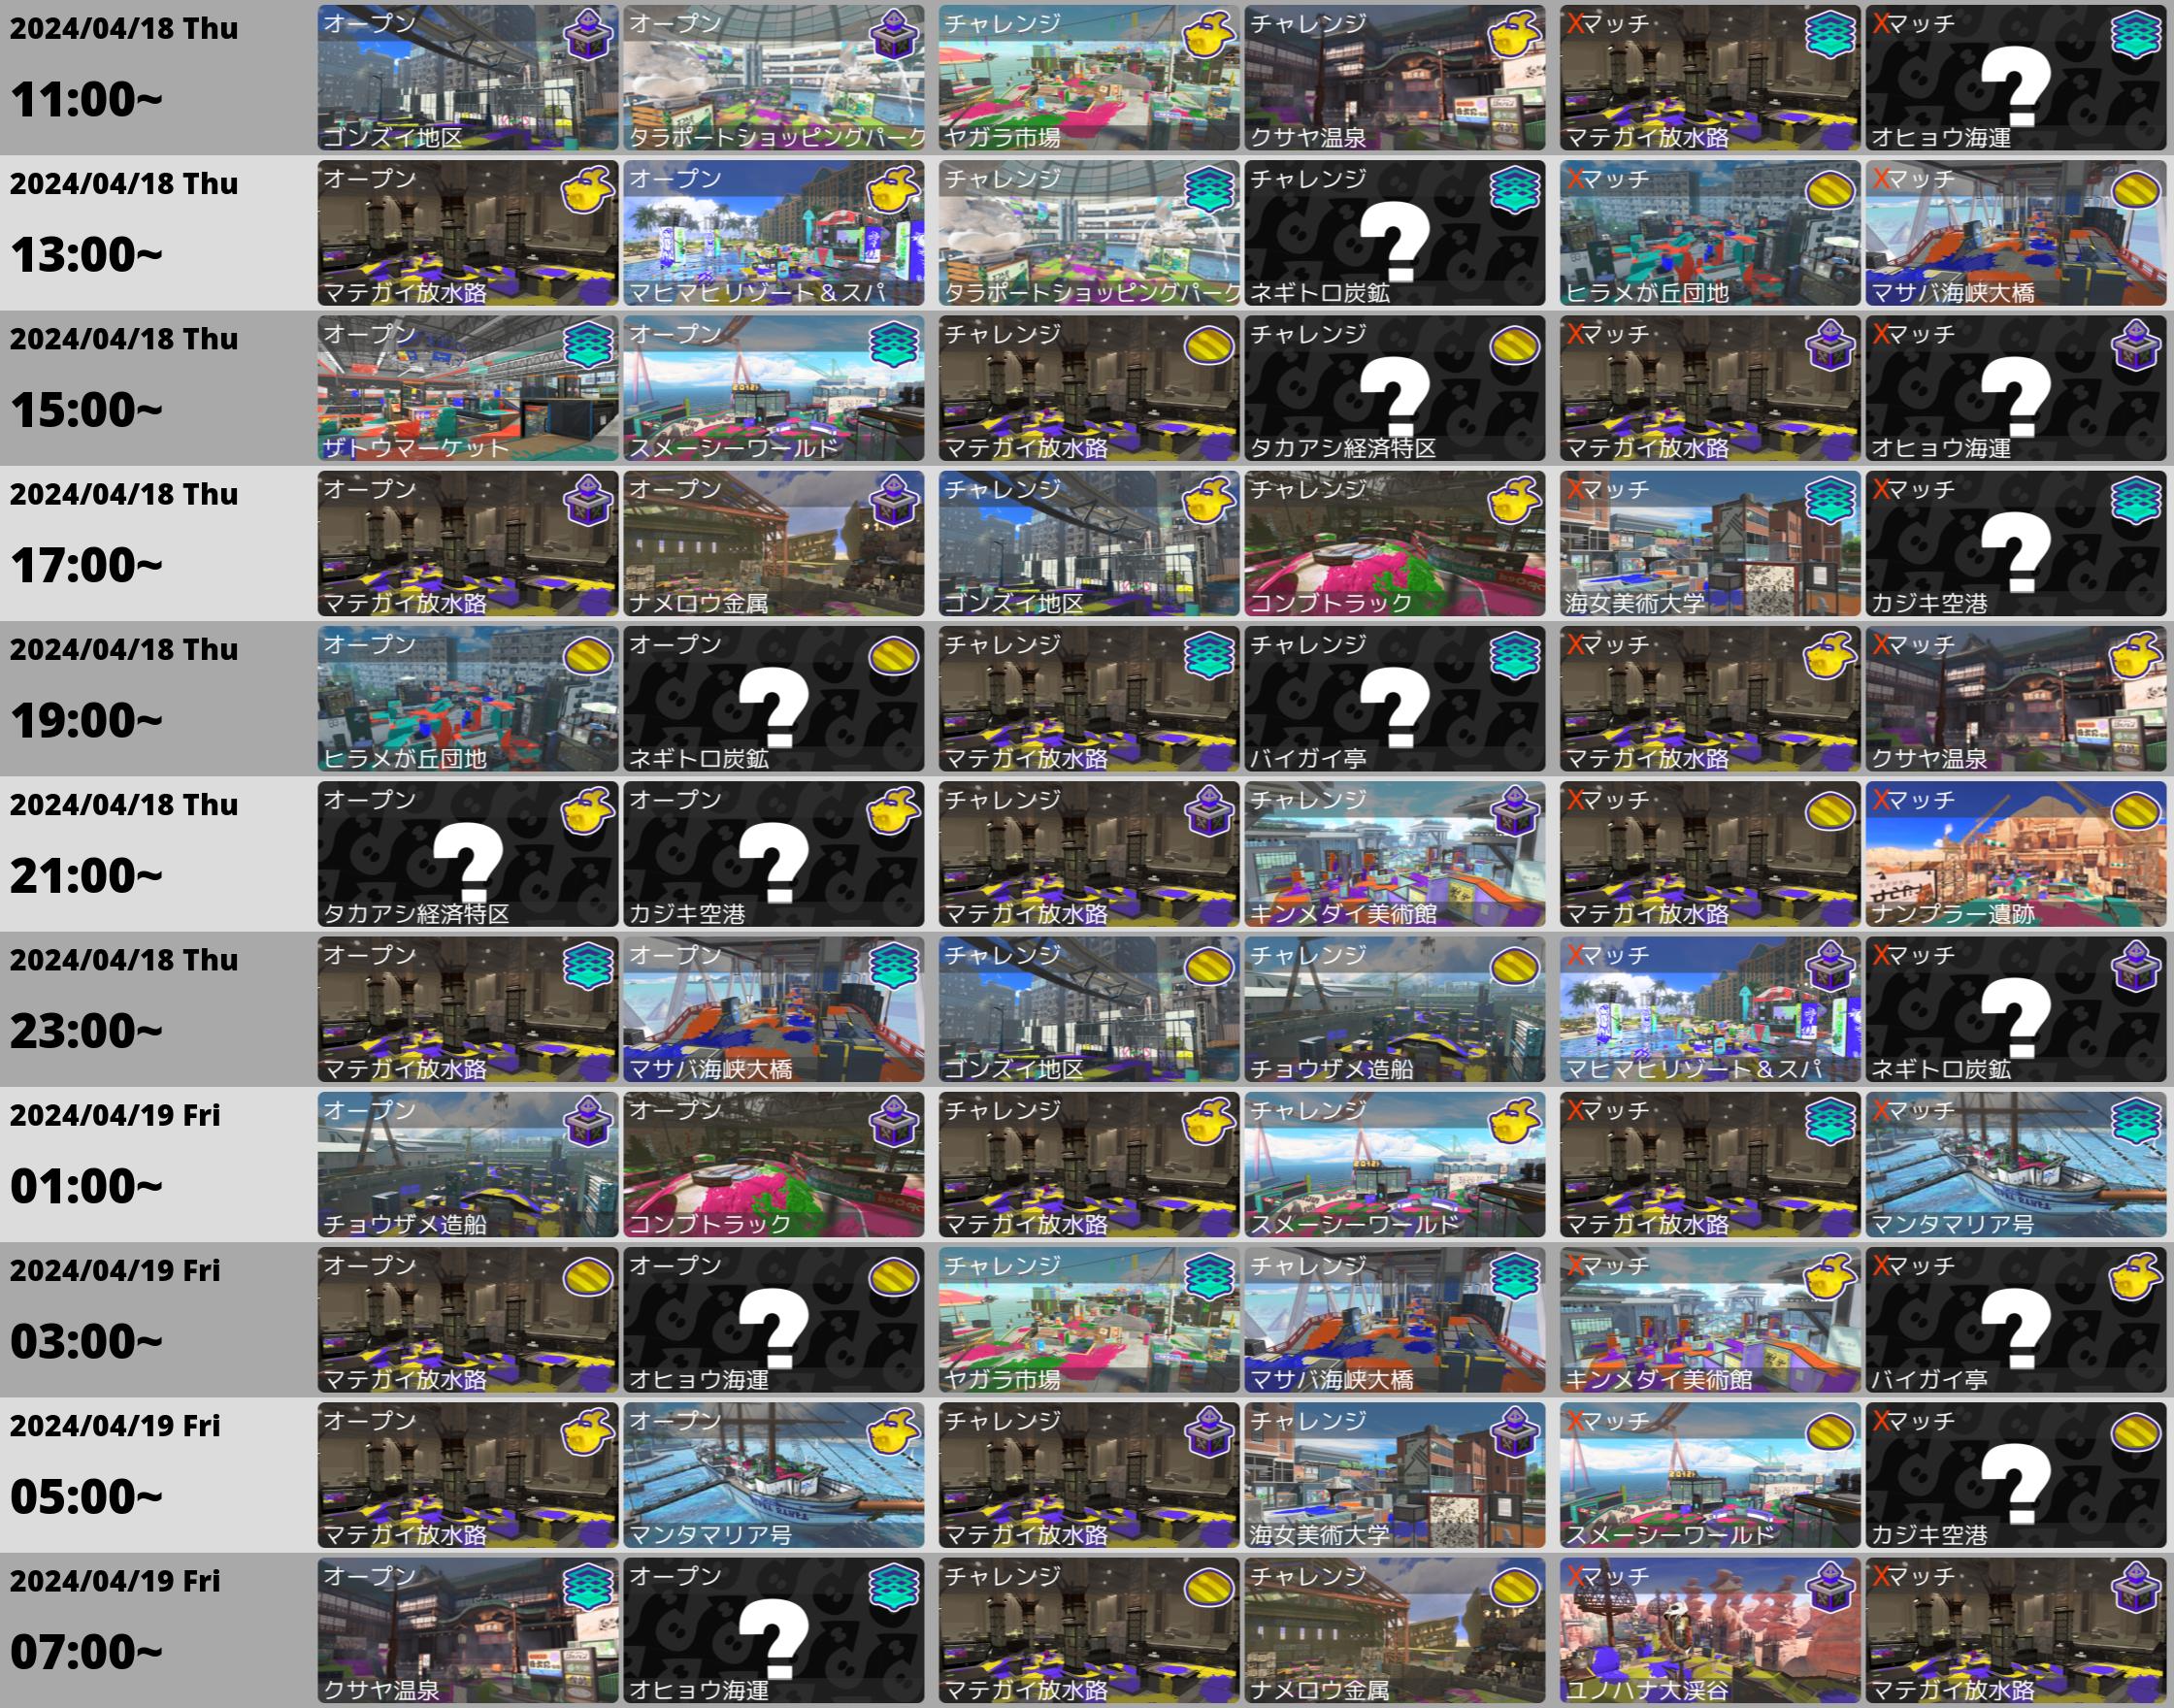 2024/04/18 Thu
11:00~
オープン
ゴンズイ地区
オープン
タラポートショッピングパーク
チャレンジ
ヤガラ市場
チャレンジ
クサヤ温泉
Xマッチ
マテガイ放水路
Xマッチ
オヒョウ海運
2024/04/18 Thu
13:00~
オープン
マテガイ放水路
オープン
マヒマヒリゾート&スパ
チャレンジ
タラポートショッピングパーク
チャレンジ
ネギトロ炭鉱
Xマッチ
ヒラメが丘団地
Xマッチ
マサバ海峡大橋
2024/04/18 Thu
15:00~
オープン
ザトウマーケット
オープン
スメーシーワールド
チャレンジ
マテガイ放水路
チャレンジ
タカアシ経済特区
Xマッチ
マテガイ放水路
Xマッチ
オヒョウ海運
2024/04/18 Thu
17:00~
オープン
マテガイ放水路
オープン
ナメロウ金属
チャレンジ
ゴンズイ地区
チャレンジ
コンブトラック
Xマッチ
海女美術大学
Xマッチ
カジキ空港
2024/04/18 Thu
19:00~
オープン
ヒラメが丘団地
オープン
ネギトロ炭鉱
チャレンジ
マテガイ放水路
チャレンジ
バイガイ亭
Xマッチ
マテガイ放水路
Xマッチ
クサヤ温泉
2024/04/18 Thu
21:00~
オープン
タカアシ経済特区
オープン
カジキ空港
チャレンジ
マテガイ放水路
チャレンジ
キンメダイ美術館
Xマッチ
マテガイ放水路
Xマッチ
ナンプラー遺跡
2024/04/18 Thu
23:00~
オープン
マテガイ放水路
オープン
マサバ海峡大橋
チャレンジ
ゴンズイ地区
チャレンジ
チョウザメ造船
Xマッチ
マヒマヒリゾート&スパ
Xマッチ
ネギトロ炭鉱
2024/04/19 Fri
01:00~
オープン
チョウザメ造船
オープン
コンブトラック
チャレンジ
マテガイ放水路
チャレンジ
スメーシーワールド
Xマッチ
マテガイ放水路
Xマッチ
マンタマリア号
2024/04/19 Fri
03:00~
オープン
マテガイ放水路
オープン
オヒョウ海運
チャレンジ
ヤガラ市場
チャレンジ
マサバ海峡大橋
Xマッチ
キンメダイ美術館
Xマッチ
バイガイ亭
2024/04/19 Fri
05:00~
オープン
マテガイ放水路
オープン
マンタマリア号
チャレンジ
マテガイ放水路
チャレンジ
海女美術大学
Xマッチ
スメーシーワールド
Xマッチ
カジキ空港
2024/04/19 Fri
07:00~
オープン
クサヤ温泉
オープン
オヒョウ海運
チャレンジ
マテガイ放水路
チャレンジ
ナメロウ金属
Xマッチ
ユノハナ大渓谷
Xマッチ
マテガイ放水路